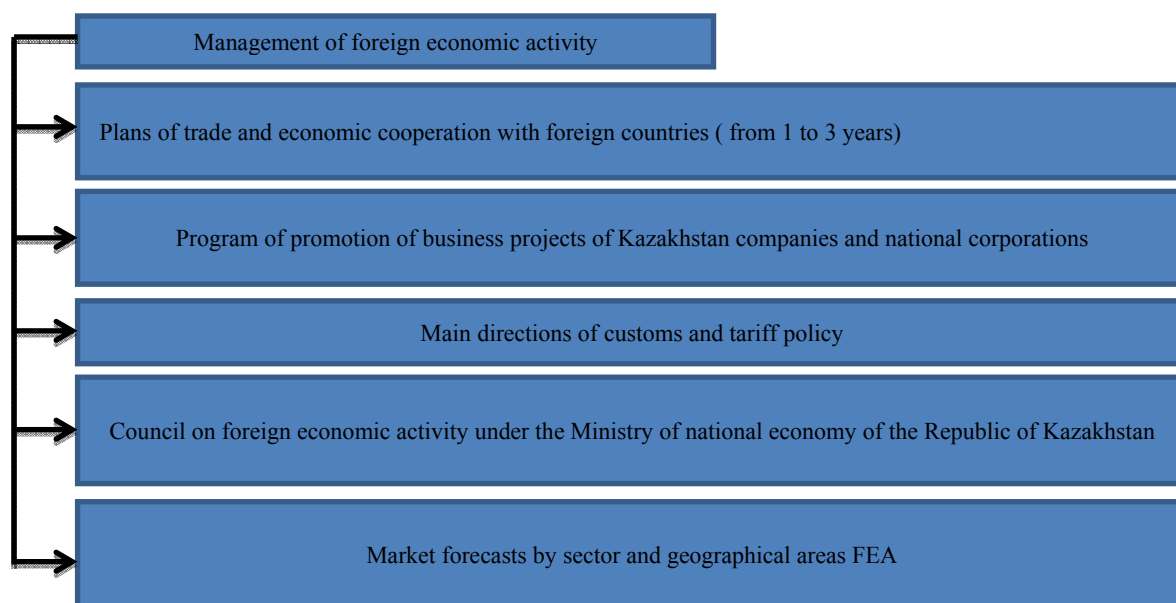 Management of foreign economic activity
Plans of trade and economic cooperation with foreign countries ( from 1 to 3 years)
Program of promotion of business projects of Kazakhstan companies and national corporations
Main directions of customs and tariff policy
Council on foreign economic activity under the Ministry of national economy of the Republic of Kazakhstan
Market forecasts by sector and geographical areas FEA